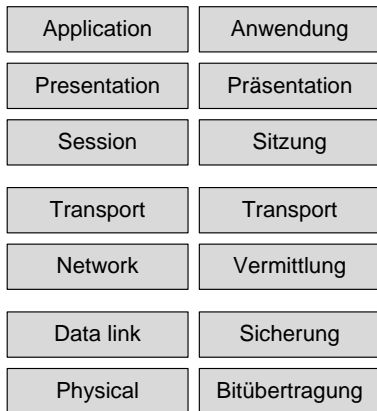 Application Anwendung
Presentation Präsentation
Session Sitzung
Transport Transport
Network Vermittlung
Data link Sicherung
Physical Bitübertragung